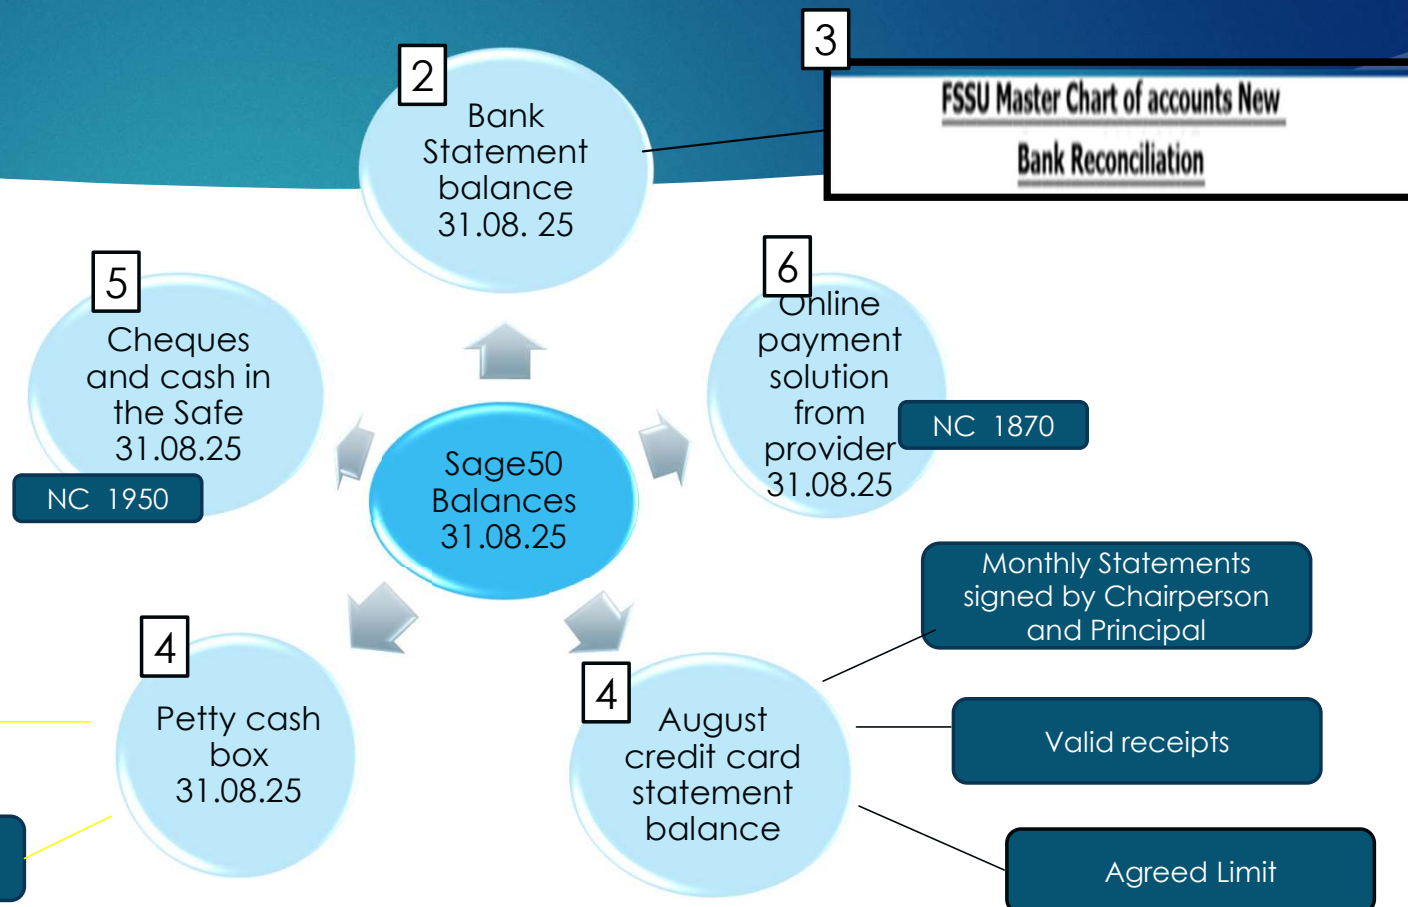 3
FSSU Master Chart of accounts New
Bank Reconciliation
2
Bank
Statement
balance
31.08. 25
5
Cheques
and cash in
the Safe
31.08.25
NC 1950
6
Online
payment
solution
from
provider
31.08.25
NC 1870
Sage50
Balances
31.08.25
4
Petty cash
box
31.08.25
4
August
credit card
statement
balance
Monthly Statements
signed by Chairperson
and Principal
Valid receipts
Agreed Limit